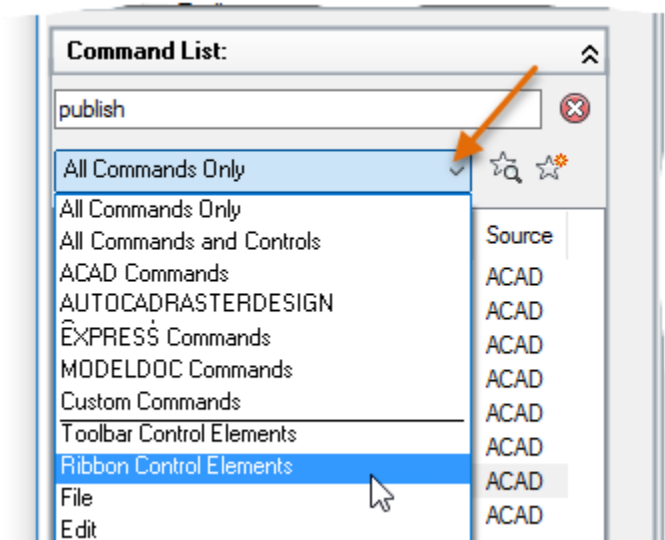 Command List:
publish
All Commands Only
All Commands Only
All Commands and Controls
ACAD Commands
AUTOCADRASTERDESIGN
EXPRESS Commands
MODELDOC Commands
Custom Commands
Toolbar Control Elements
Ribbon Control Elements
File
Edit
Source
ACAD
ACAD
ACAD
ACAD
ACAD
ACAD
ACAD
ACAD